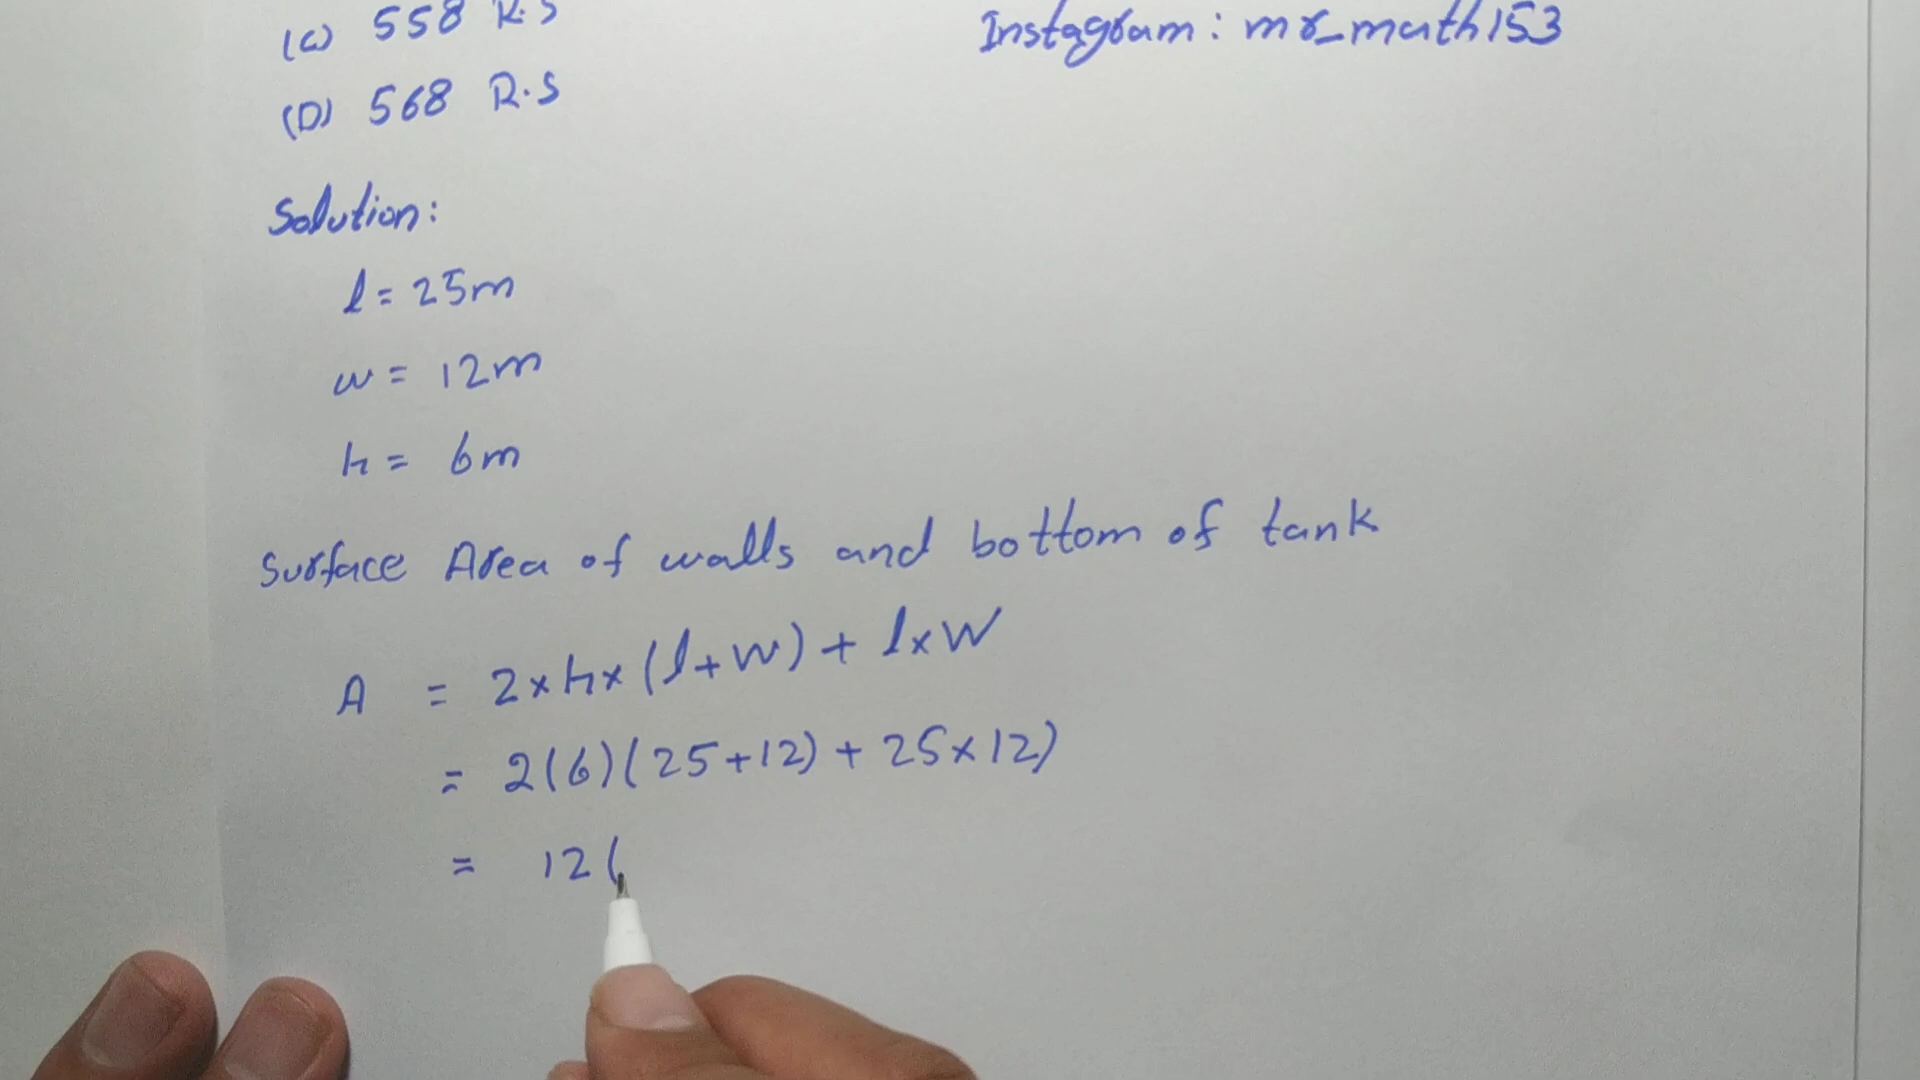 (C) 558 R.S
Instagram: mr_math153
(D) 568 R.S
Solution:
l = 25m
w = 12m
h = 6m
Surface Area of walls and bottom of tank
A = 2×h×(l+w)+l×w
= 2(6)(25+12)+25×12)
= 12(